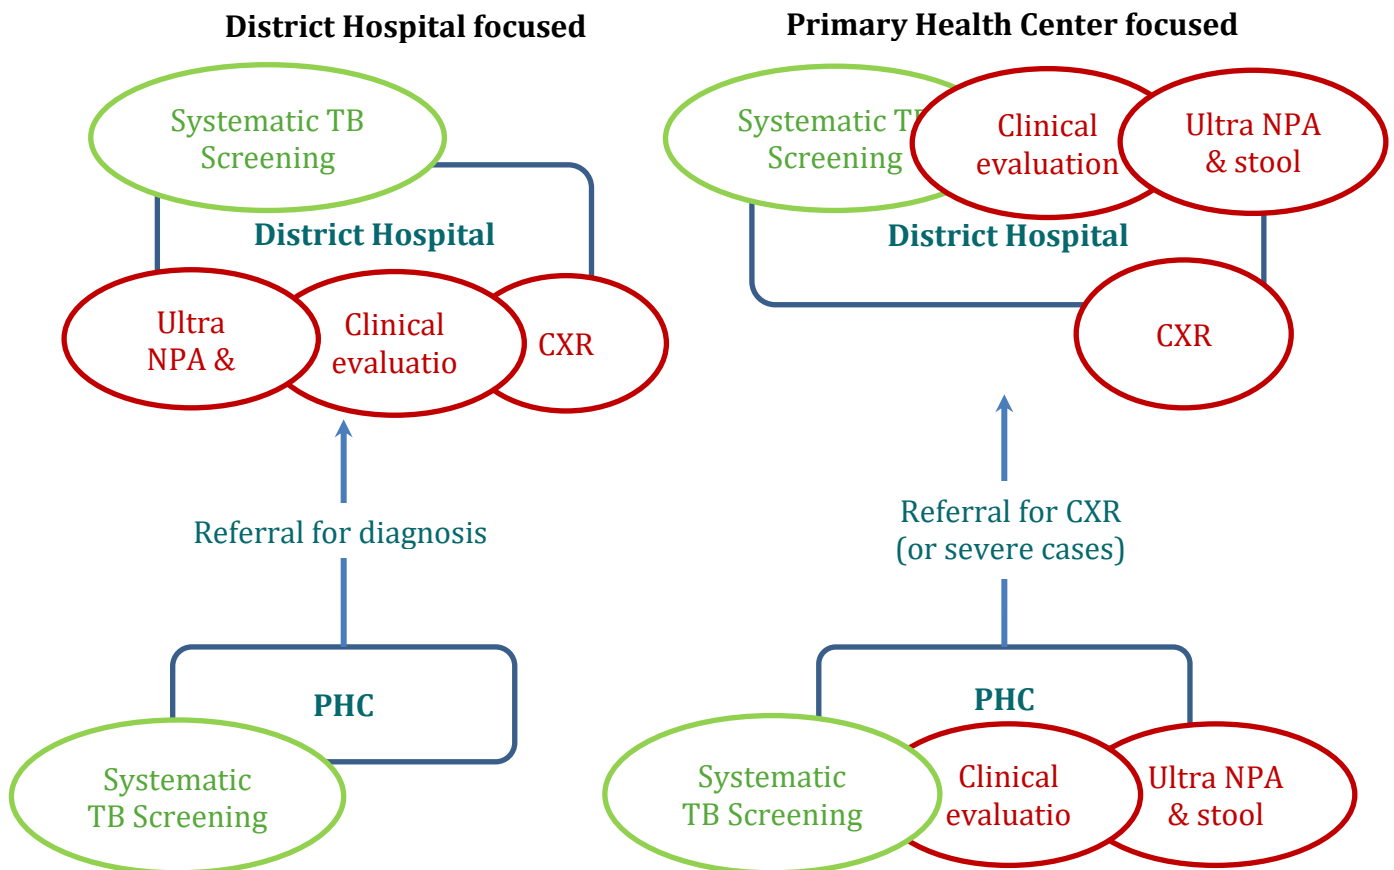 District Hospital focused
Systematic TB
Screening
District Hospital
Ultra
NPA &
Clinical
evaluatio
CXR
Referral for diagnosis
PHC
Systematic
TB Screening
Primary Health Center focused
Systematic T
Screening
Clinical
evaluation
Ultra NPA
& stool
District Hospital
CXR
Referral for CXR
(or severe cases)
PHC
Systematic
TB Screening
Clinical
evaluatio
Ultra NPA
& stool